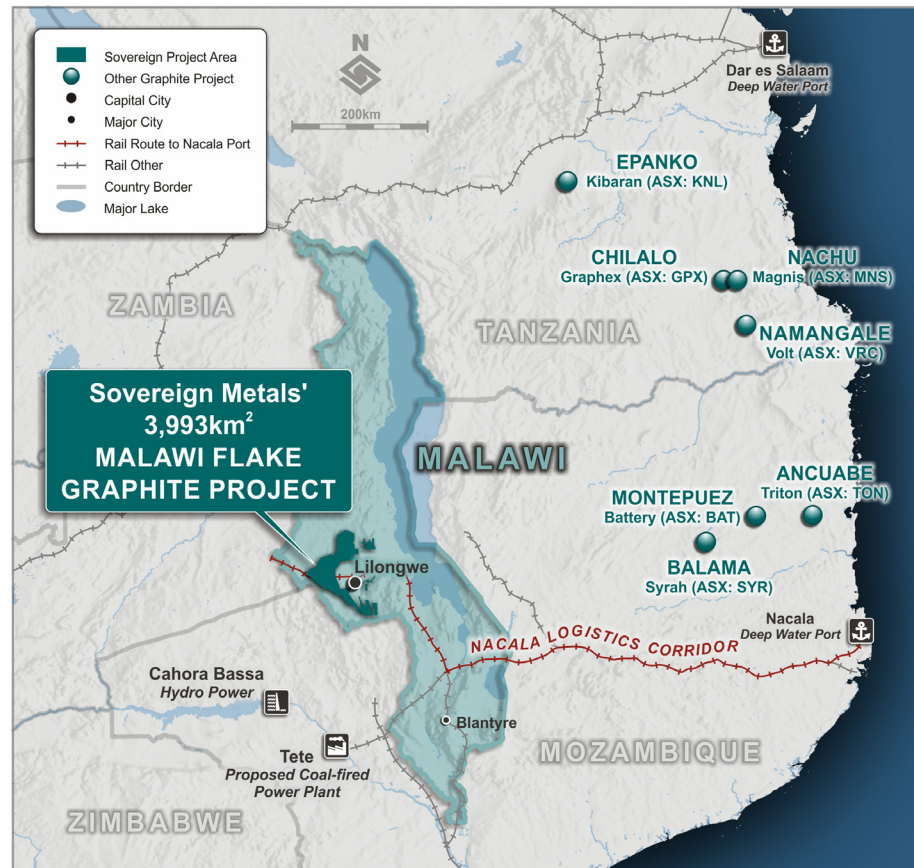 Sovereign Project Area
Other Graphite Project
Capital City
Major City
Rail Route to Nacala Port
Rail Other
Country Border
Major Lake
N
200km
Dar es Salaam
Deep Water Port
EPANKO
Kibaran (ASX: KNL)
CHILALO
Graphex (ASX: GPX)
NACHU
Magnis (ASX: MNS)
ZAMBIA
TANZANIA
NAMANGALE
Volt (ASX: VRC)
Sovereign Metals'
3,993km²
MALAWI FLAKE
GRAPHITE PROJECT
MALAWI
ANCUABE
Triton (ASX: TON)
MONTEPUEZ
Battery (ASX: BAT)
BALAMA
Syrah (ASX: SYR)
Lilongwe
Nacala
Deep Water Port
NACALA LOGISTICS CORRIDOR
Cahora Bassa
Hydro Power
Blantyre
Tete
Proposed Coal-fired
Power Plant
MOZAMBIQUE
ZIMBABWE